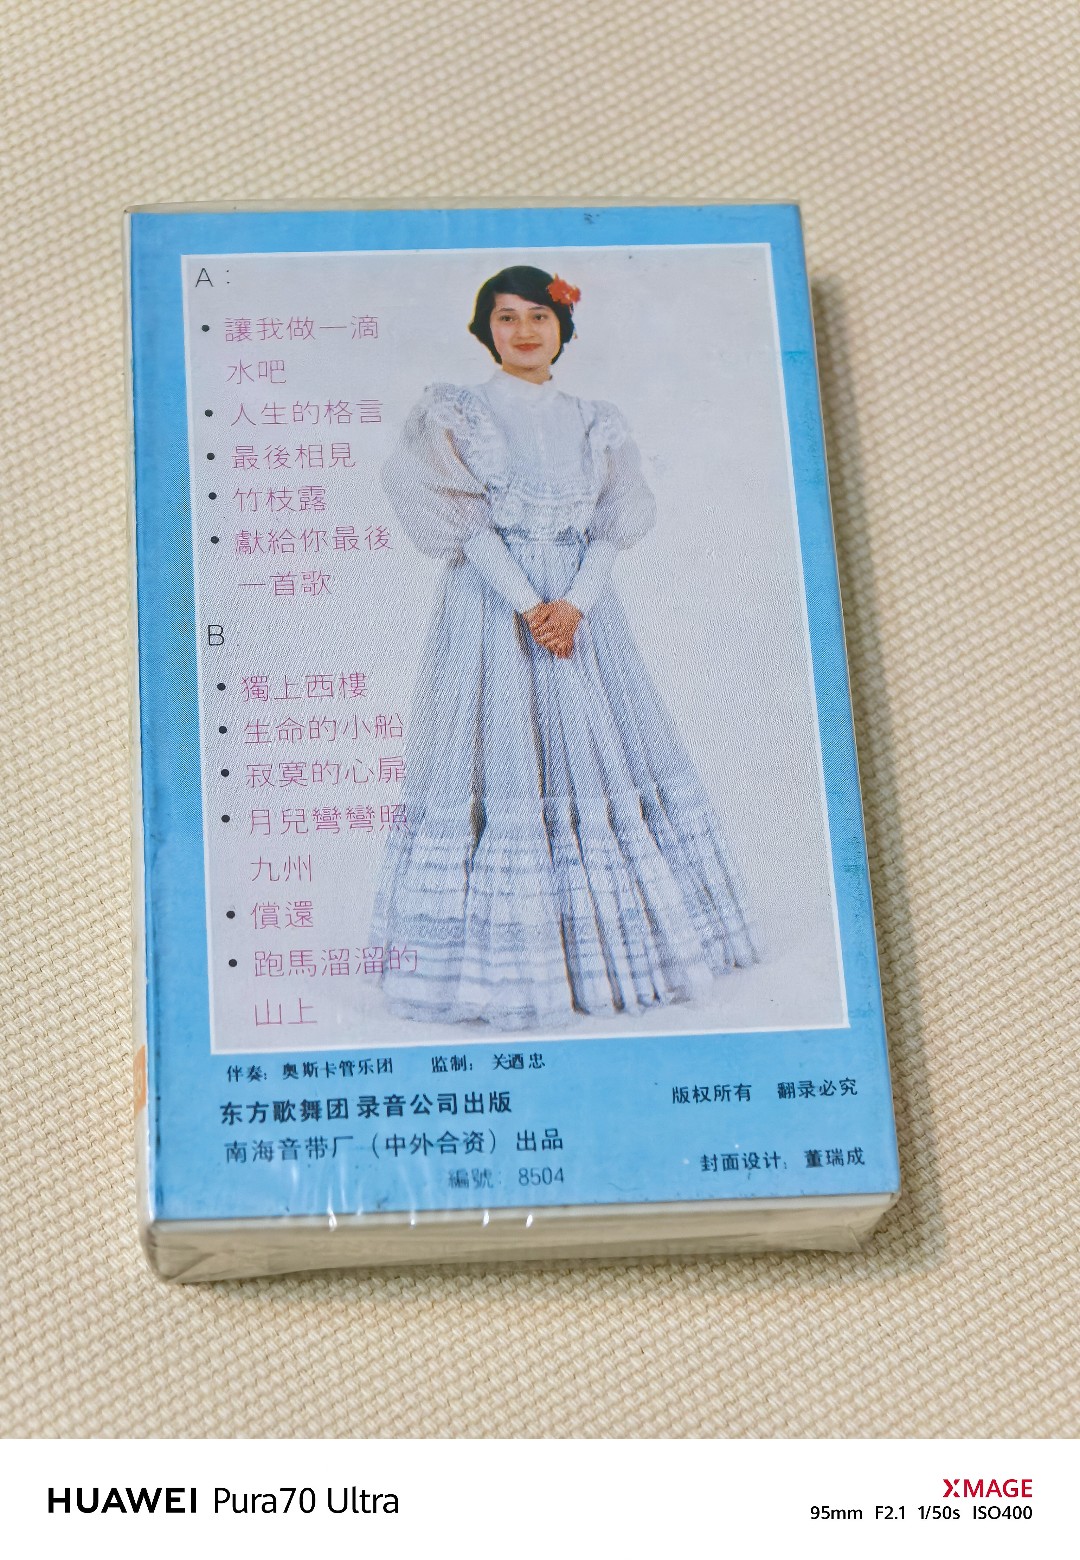 A：
• 讓我做一滴
水吧
• 人生的格言
• 最後相見
• 竹枝露
• 獻給你最後
一首歌
B：
• 獨上西樓
• 生命的小船
• 寂寞的心扉
• 月兒彎彎照
九州
• 償還
• 跑馬溜溜的
山上
伴奏：奥斯卡管乐团 监制：关迺忠
东方歌舞团录音公司出版
版权所有 翻录必究
南海音带厂（中外合资）出品
封面设计：董瑞成
編號：8504
HUAWEI Pura70 Ultra
XMAGE
95mm F2.1 1/50s ISO400